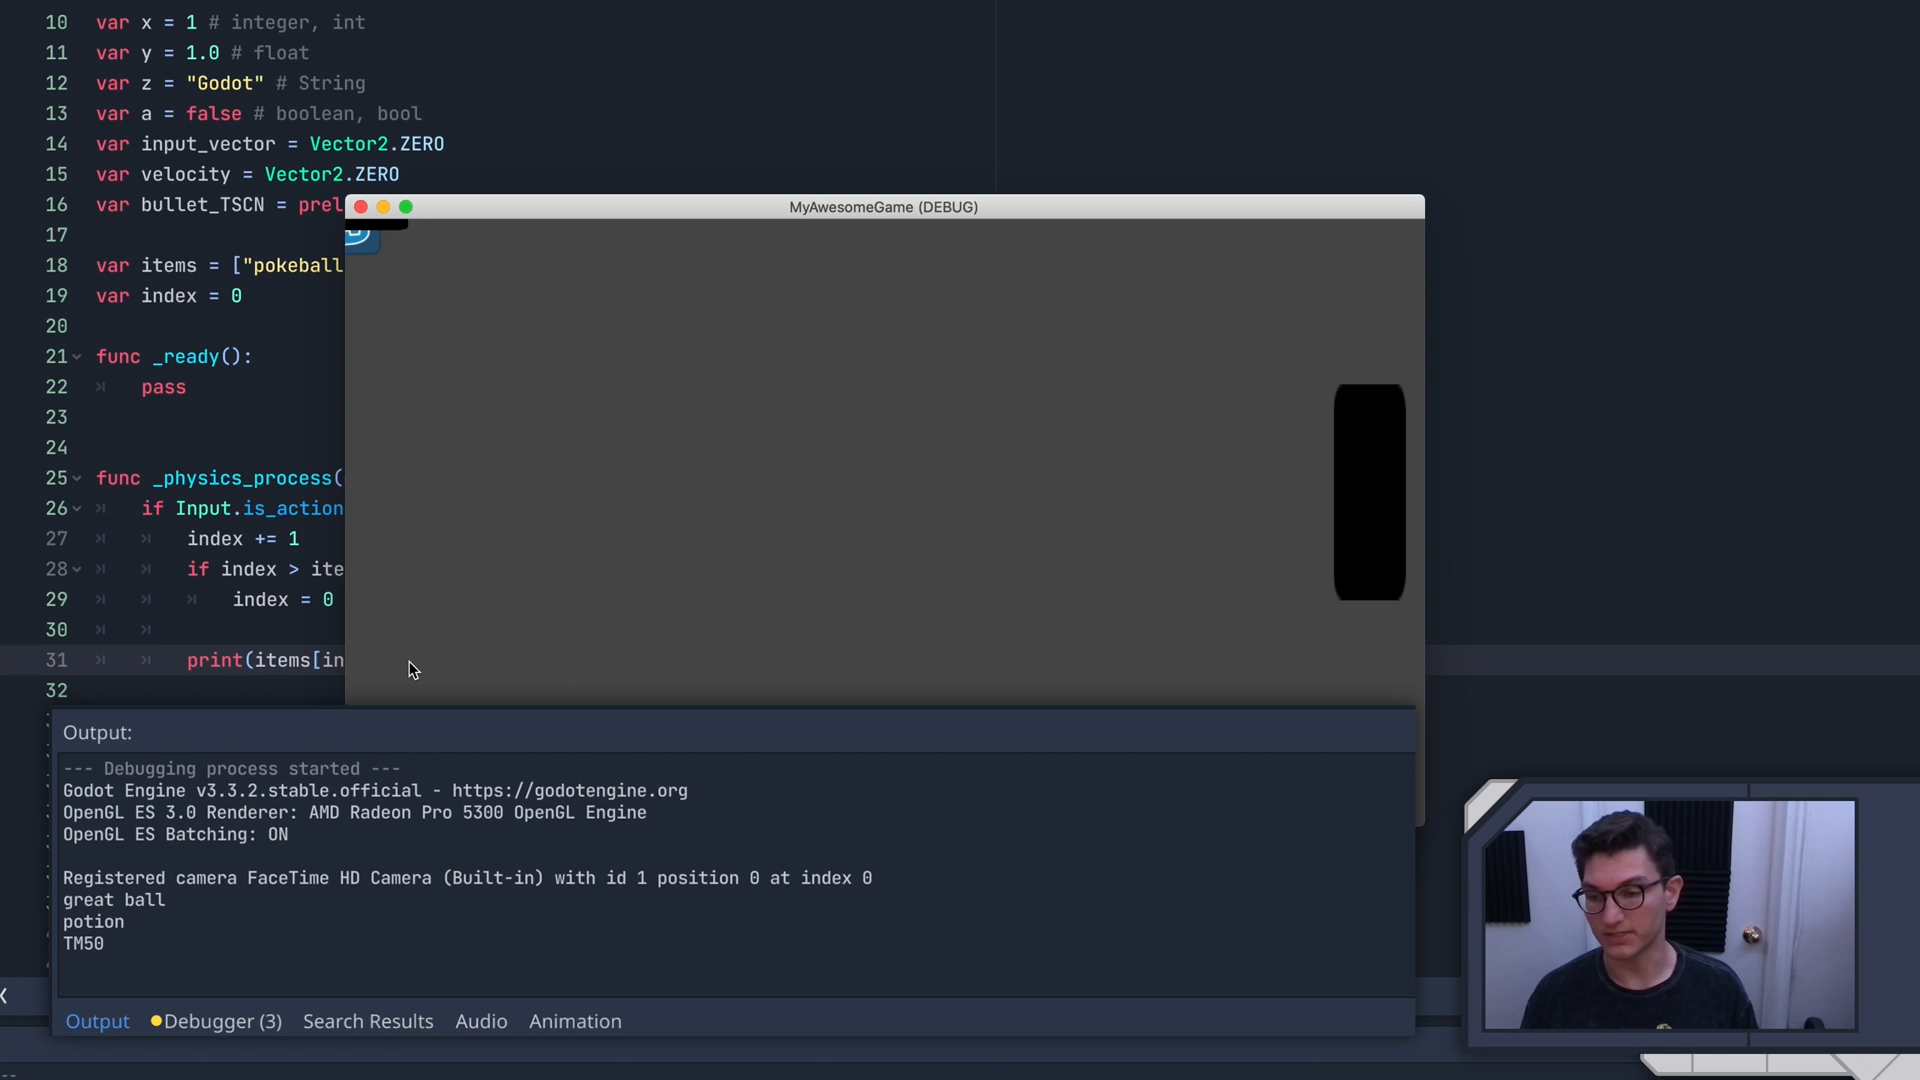 10 var x = 1 # integer, int
11 var y = 1.0 # float
12 var z = "Godot" # String
13 var a = false # boolean, bool
14 var input_vector = Vector2.ZERO
15 var velocity = Vector2.ZERO
16 var bullet_TSCN = prel
17
18 var items = ["pokeball
19 var index = 0
20
21 func _ready():
22 pass
23
24
25 func _physics_process(
26 if Input.is_action
27 index += 1
28 if index > ite
29 index = 0
30
31 print(items[in
32
MyAwesomeGame (DEBUG)
Output:
--- Debugging process started ---
Godot Engine v3.3.2.stable.official - https://godotengine.org
OpenGL ES 3.0 Renderer: AMD Radeon Pro 5300 OpenGL Engine
OpenGL ES Batching: ON
Registered camera FaceTime HD Camera (Built-in) with id 1 position 0 at index 0
great ball
potion
TM50
Output Debugger (3) Search Results Audio Animation